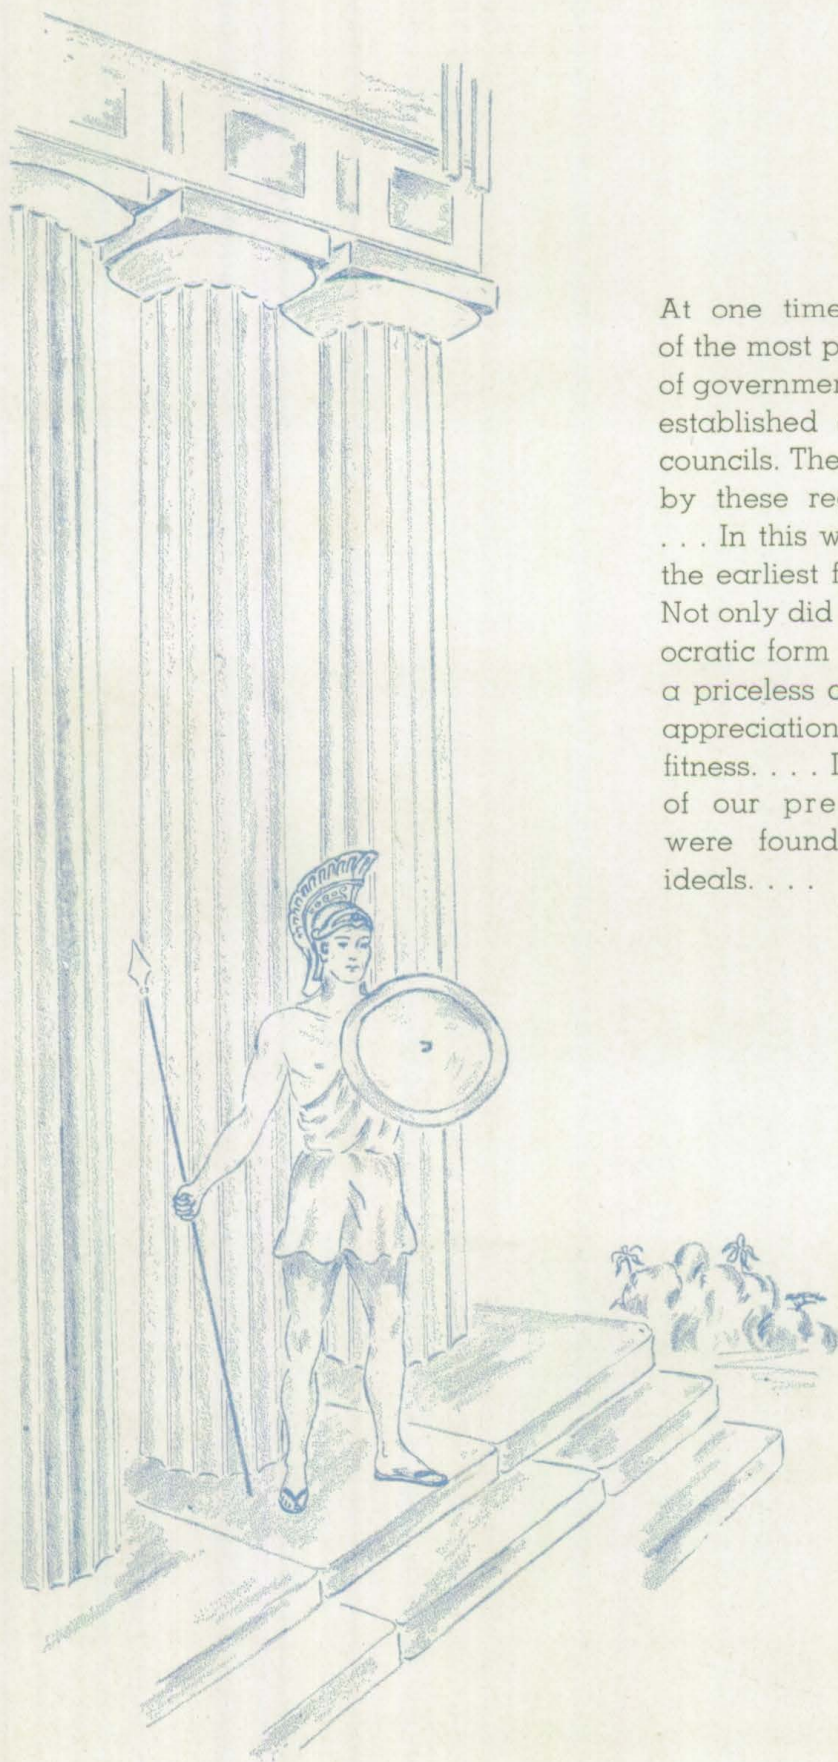 At one time
of the most p
of governmer
established
councils. The
by these re
. . . In this w
the earliest f
Not only did
ocratic form
a priceless c
appreciation
fitness. . . . I
of our pre
were found
ideals. . . .